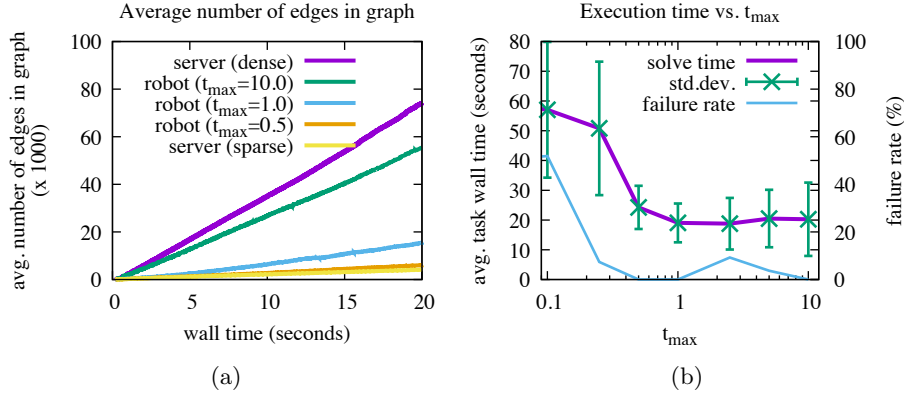 Average number of edges in graph
avg. number of edges in graph
(x 1000)
100
80
60
40
20
0
server (dense)
robot (tmax=10.0)
robot (tmax=1.0)
robot (tmax=0.5)
server (sparse)
0 5 10 15 20
wall time (seconds)
(a)
Execution time vs. tmax
avg. task wall time (seconds)
80
70
60
50
40
30
20
10
0
solve time
std.dev.
failure rate
100
80
60
40
20
0
failure rate (%)
0.1 1 10
tmax
(b)